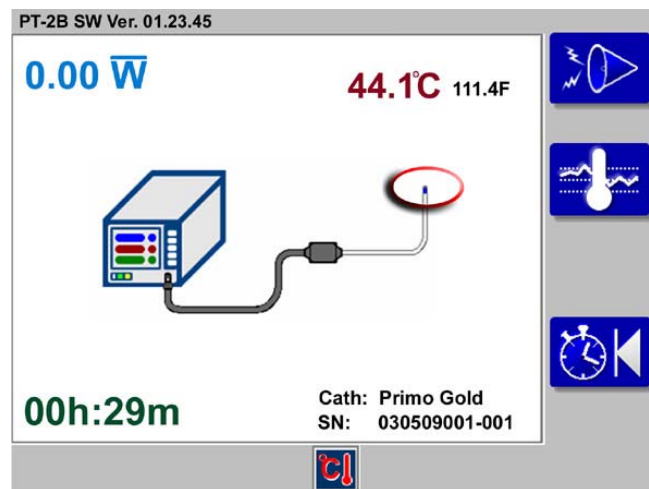 PT-2B SW Ver. 01.23.45
0.00 W̅
44.1°C 111.4F
00h:29m
Cath: Primo Gold
SN: 030509001-001
°C